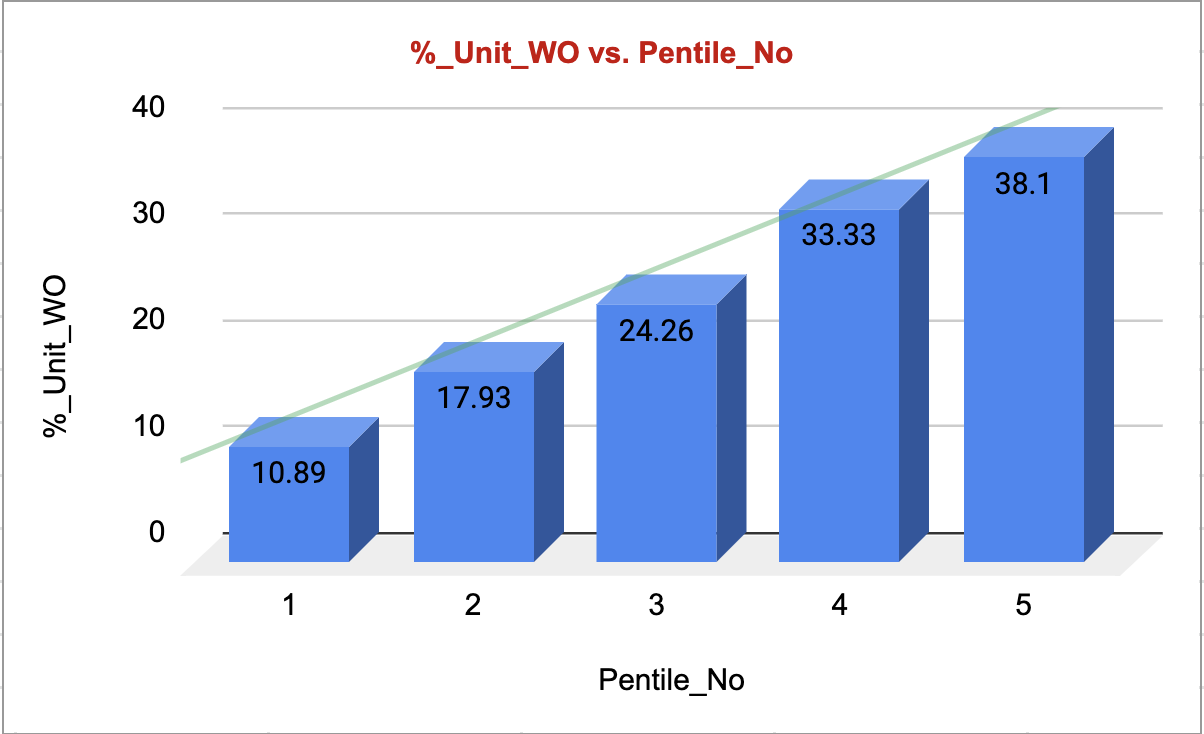 %_Unit_WO vs. Pentile_No
40
30
20
10
0
%_Unit_WO
10.89
17.93
24.26
33.33
38.1
1 2 3 4 5
Pentile_No